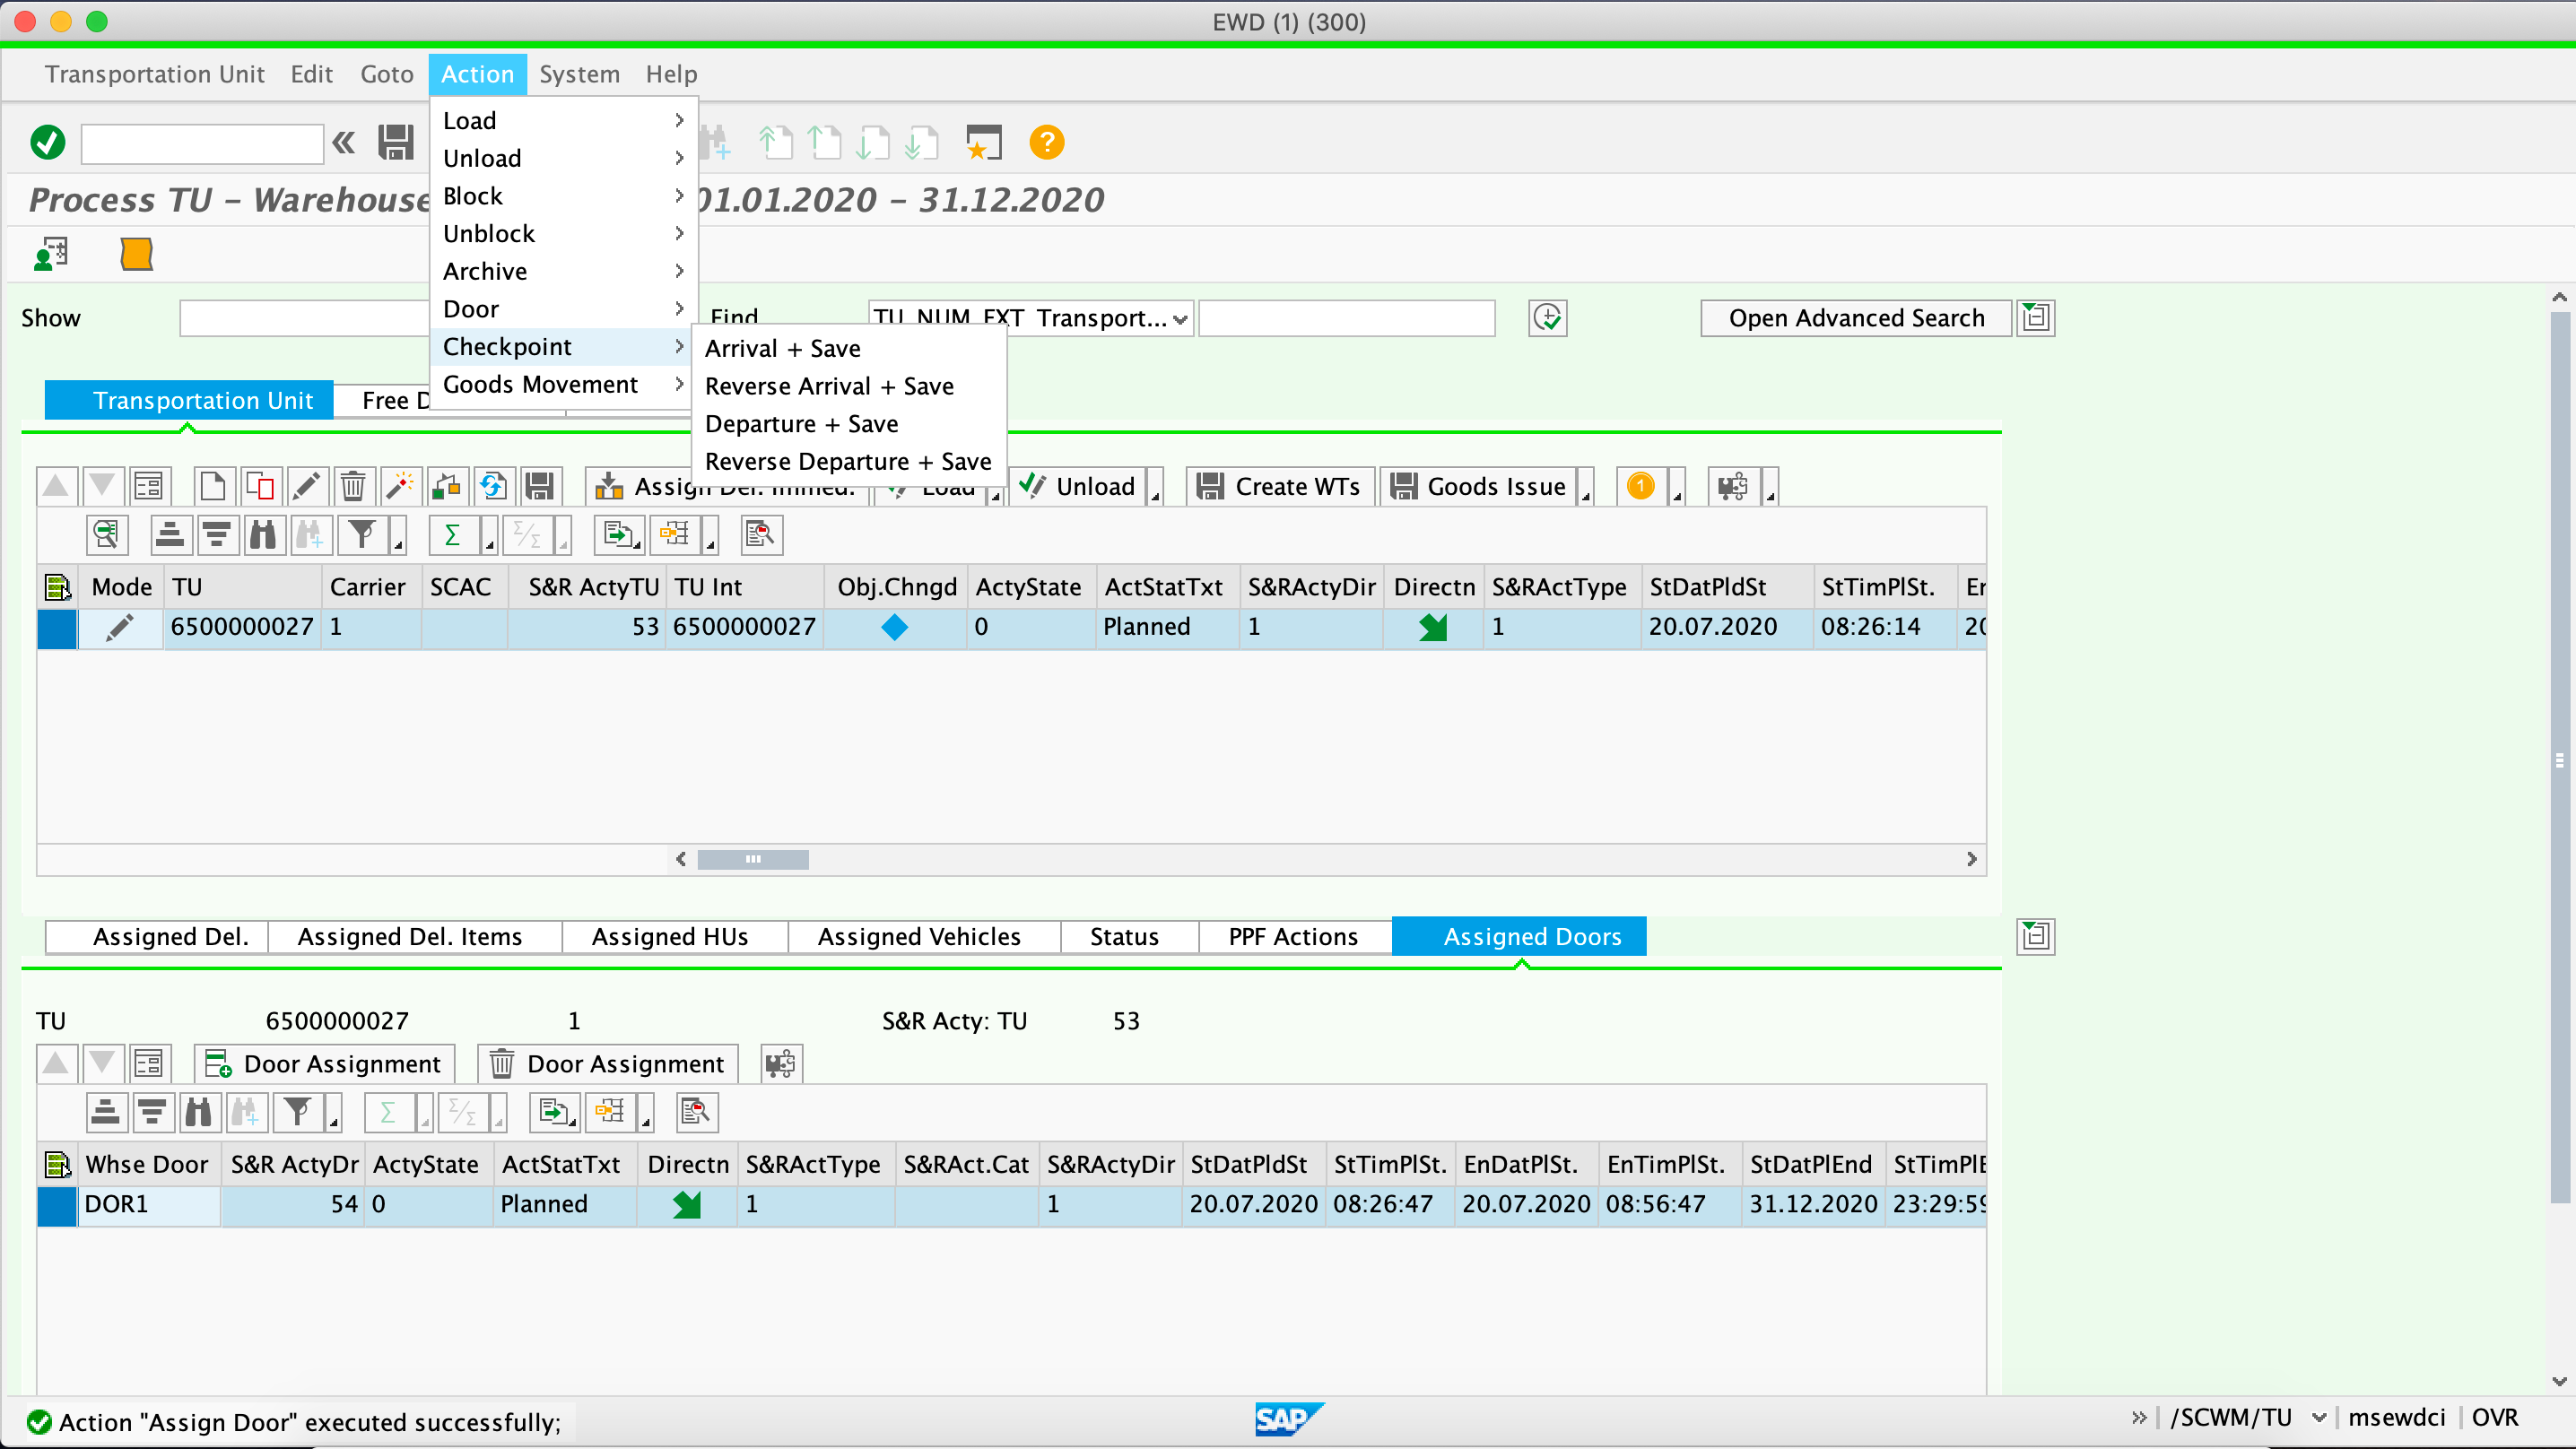 EWD (1) (300)
Transportation Unit Edit Goto Action System Help
Load
Unload
Block
Unblock
Archive
Door
Checkpoint
Goods Movement
Arrival + Save
Reverse Arrival + Save
Departure + Save
Reverse Departure + Save
Process TU - Warehouse 01.01.2020 - 31.12.2020
Show Find TU_NUM_EXT Transport... Open Advanced Search
Transportation Unit Free D
Assign Del. Immed. Load Unload Create WTs Goods Issue 1
Mode TU Carrier SCAC S&R ActyTU TU Int Obj.Chngd ActyState ActStatTxt S&RActyDir Directn S&RActType StDatPldSt StTimPlSt. En
6500000027 1 53 6500000027 0 Planned 1 1 20.07.2020 08:26:14 20
Assigned Del. Assigned Del. Items Assigned HUs Assigned Vehicles Status PPF Actions Assigned Doors
TU 6500000027 1 S&R Acty: TU 53
Door Assignment Door Assignment
Whse Door S&R ActyDr ActyState ActStatTxt Directn S&RActType S&RAct.Cat S&RActyDir StDatPldSt StTimPlSt. EnDatPlSt. EnTimPlSt. StDatPlEnd StTimPlE
DOR1 54 0 Planned 1 1 20.07.2020 08:26:47 20.07.2020 08:56:47 31.12.2020 23:29:59
Action "Assign Door" executed successfully; SAP /SCWM/TU msewdci OVR